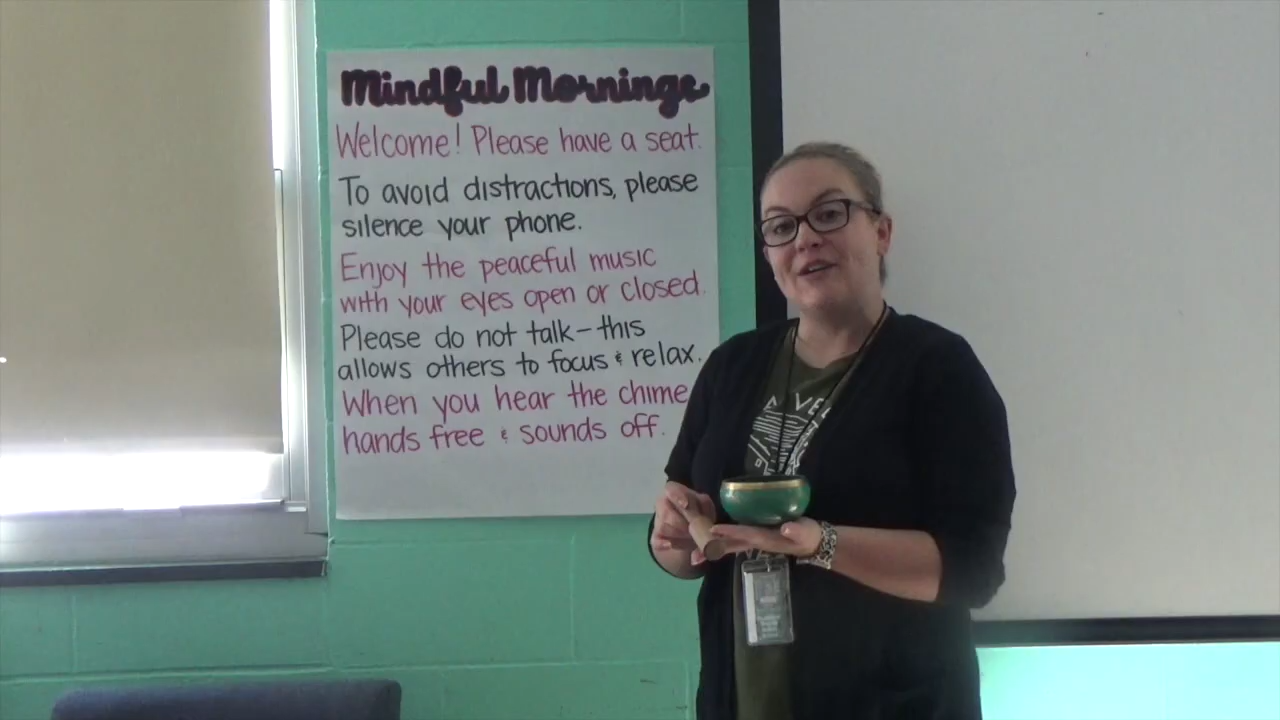 Mindful Mornings
Welcome! Please have a seat.
To avoid distractions, please
silence your phone.
Enjoy the peaceful music
with your eyes open or closed.
Please do not talk - this
allows others to focus & relax.
When you hear the chime
hands free & sounds off.